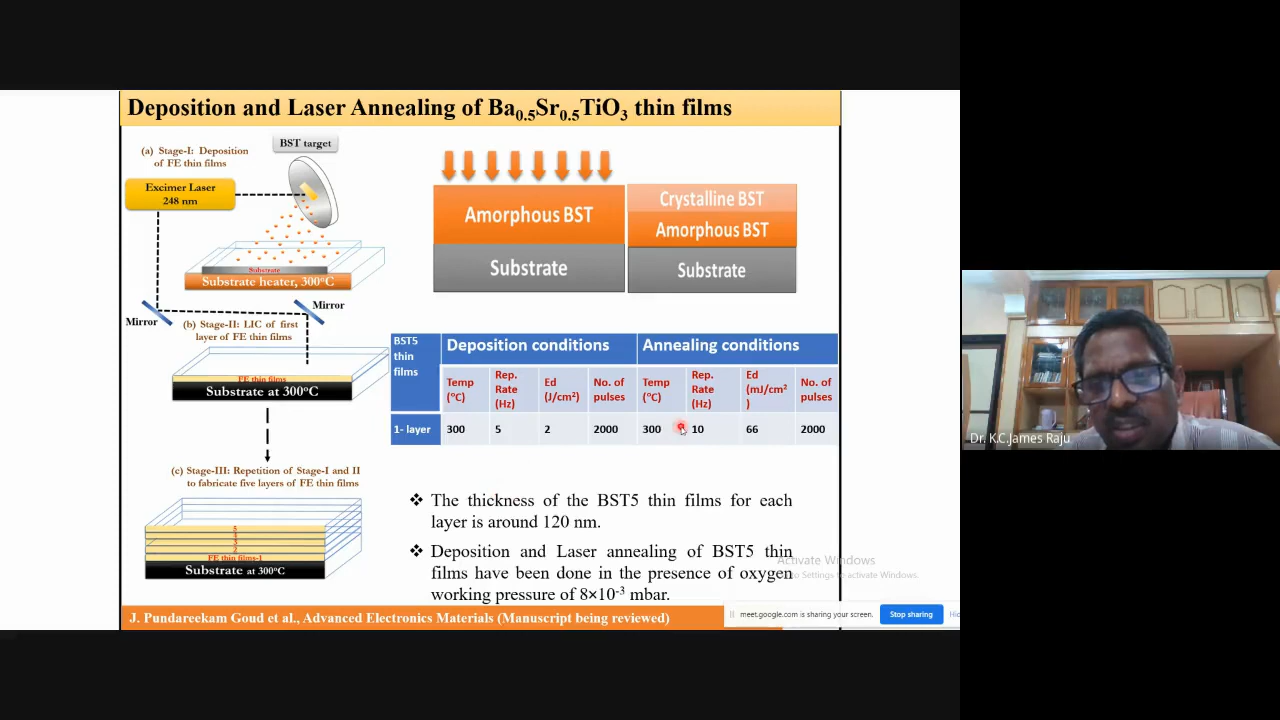 Deposition and Laser Annealing of Ba0.5Sr0.5TiO3 thin films
(a) Stage-I: Deposition
of FE thin films
BST target
Excimer Laser
248 nm
Substrate
Substrate heater, 300°C
Mirror
Mirror
(b) Stage-II: LIC of first
layer of FE thin films
FE thin films
Substrate at 300°C
(c) Stage-III: Repetition of Stage-I and II
to fabricate five layers of FE thin films
5
4
3
2
FE thin films-1
Substrate at 300°C
Amorphous BST
Substrate
Crystalline BST
Amorphous BST
Substrate
BST5 thin films
Deposition conditions
Annealing conditions
Temp (°C)
Rep. Rate (Hz)
Ed (J/cm²)
No. of pulses
Temp (°C)
Rep. Rate (Hz)
Ed (mJ/cm²)
No. of pulses
1- layer 300 5 2 2000 300 10 66 2000
❖ The thickness of the BST5 thin films for each
layer is around 120 nm.
❖ Deposition and Laser annealing of BST5 thin
films have been done in the presence of oxygen
working pressure of 8×10⁻³ mbar.
Activate Windows
Go to Settings to activate Windows.
J. Pundareekam Goud et al., Advanced Electronics Materials (Manuscript being reviewed)
meet.google.com is sharing your screen.
Stop sharing
Dr. K.C.James Raju